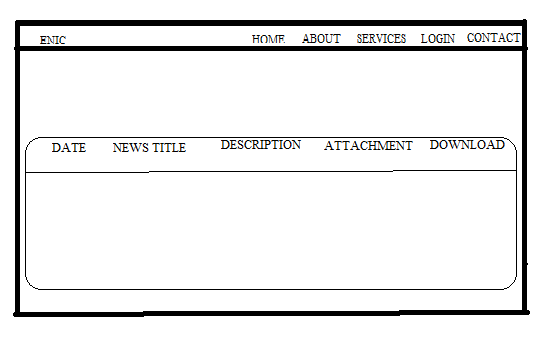 ENIC HOME ABOUT SERVICES LOGIN CONTACT
DATE NEWS TITLE DESCRIPTION ATTACHMENT DOWNLOAD